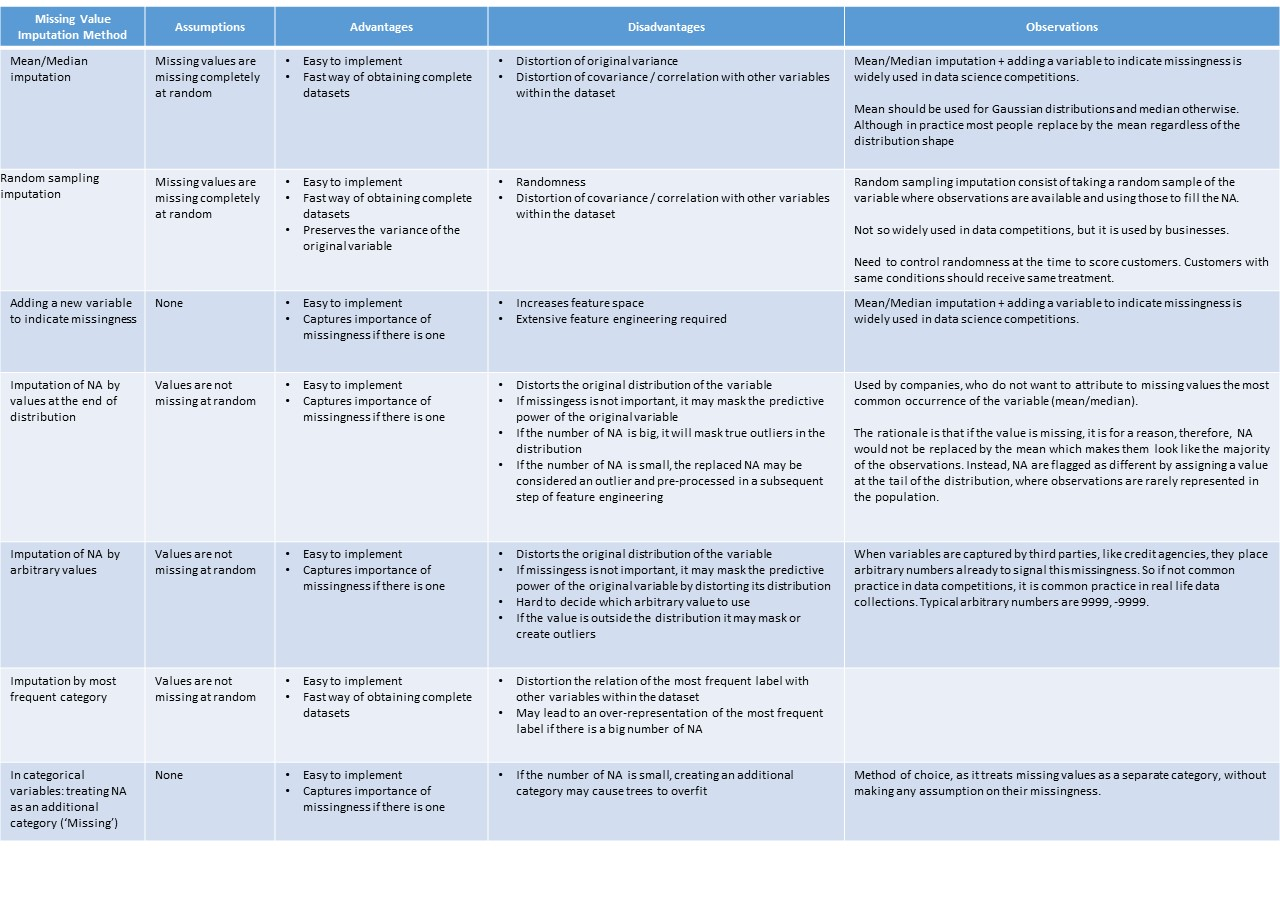 Missing Value
Imputation Method
Assumptions
Advantages
Disadvantages
Observations
Mean/Median
imputation
Missing values are
missing completely
at random
• Easy to implement
• Fast way of obtaining complete
datasets
• Distortion of original variance
• Distortion of covariance / correlation with other variables
within the dataset
Mean/Median imputation + adding a variable to indicate missingness is
widely used in data science competitions.
Mean should be used for Gaussian distributions and median otherwise.
Although in practice most people replace by the mean regardless of the
distribution shape
Random sampling
imputation
Missing values are
missing completely
at random
• Easy to implement
• Fast way of obtaining complete
datasets
• Preserves the variance of the
original variable
• Randomness
• Distortion of covariance / correlation with other variables
within the dataset
Random sampling imputation consist of taking a random sample of the
variable where observations are available and using those to fill the NA.
Not so widely used in data competitions, but it is used by businesses.
Need to control randomness at the time to score customers. Customers with
same conditions should receive same treatment.
Adding a new variable
to indicate missingness
None
• Easy to implement
• Captures importance of
missingness if there is one
• Increases feature space
• Extensive feature engineering required
Mean/Median imputation + adding a variable to indicate missingness is
widely used in data science competitions.
Imputation of NA by
values at the end of
distribution
Values are not
missing at random
• Easy to implement
• Captures importance of
missingness if there is one
• Distorts the original distribution of the variable
• If missingess is not important, it may mask the predictive
power of the original variable
• If the number of NA is big, it will mask true outliers in the
distribution
• If the number of NA is small, the replaced NA may be
considered an outlier and pre-processed in a subsequent
step of feature engineering
Used by companies, who do not want to attribute to missing values the most
common occurrence of the variable (mean/median).
The rationale is that if the value is missing, it is for a reason, therefore, NA
would not be replaced by the mean which makes them look like the majority
of the observations. Instead, NA are flagged as different by assigning a value
at the tail of the distribution, where observations are rarely represented in
the population.
Imputation of NA by
arbitrary values
Values are not
missing at random
• Easy to implement
• Captures importance of
missingness if there is one
• Distorts the original distribution of the variable
• If missingess is not important, it may mask the predictive
power of the original variable by distorting its distribution
• Hard to decide which arbitrary value to use
• If the value is outside the distribution it may mask or
create outliers
When variables are captured by third parties, like credit agencies, they place
arbitrary numbers already to signal this missingness. So if not common
practice in data competitions, it is common practice in real life data
collections. Typical arbitrary numbers are 9999, -9999.
Imputation by most
frequent category
Values are not
missing at random
• Easy to implement
• Fast way of obtaining complete
datasets
• Distortion the relation of the most frequent label with
other variables within the dataset
• May lead to an over-representation of the most frequent
label if there is a big number of NA
In categorical
variables: treating NA
as an additional
category (‘Missing’)
None
• Easy to implement
• Captures importance of
missingness if there is one
• If the number of NA is small, creating an additional
category may cause trees to overfit
Method of choice, as it treats missing values as a separate category, without
making any assumption on their missingness.